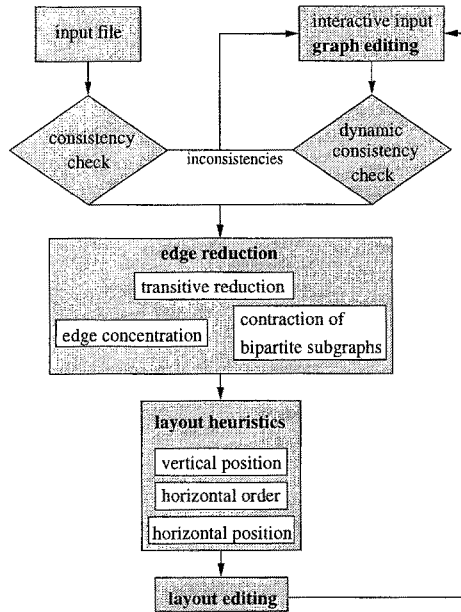 input file
interactive input
graph editing
consistency
check
inconsistencies
dynamic
consistency
check
edge reduction
transitive reduction
edge concentration
contraction of
bipartite subgraphs
layout heuristics
vertical position
horizontal order
horizontal position
layout editing